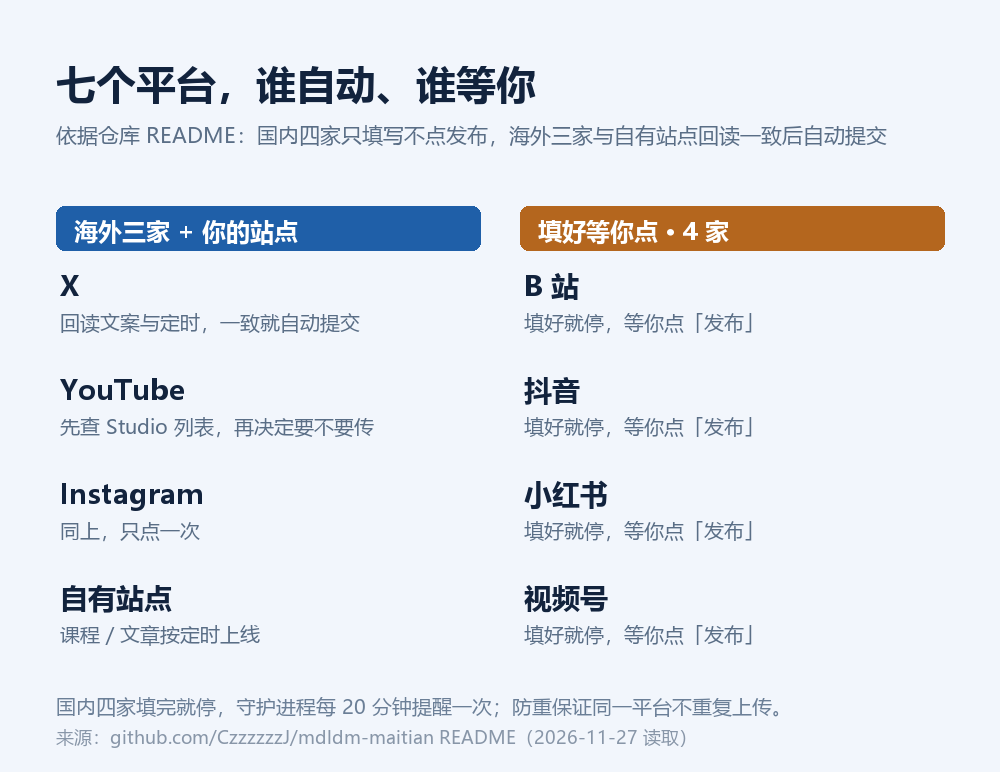 七个平台，谁自动、谁等你
依据仓库 README：国内四家只填写不点发布，海外三家与自有站点回读一致后自动提交
海外三家 + 你的站点
X
回读文案与定时，一致就自动提交
YouTube
先查 Studio 列表，再决定要不要传
Instagram
同上，只点一次
自有站点
课程 / 文章按定时上线
填好等你点 • 4 家
B 站
填好就停，等你点「发布」
抖音
填好就停，等你点「发布」
小红书
填好就停，等你点「发布」
视频号
填好就停，等你点「发布」
国内四家填完就停，守护进程每 20 分钟提醒一次；防重保证同一平台不重复上传。
来源：github.com/CzzzzzzJ/mdldm-maitian README（2026-11-27 读取）